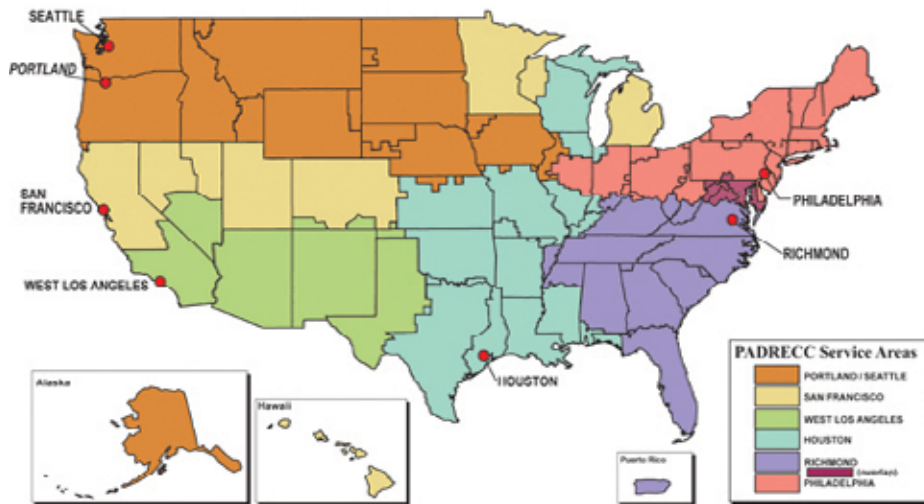 SEATTLE
PORTLAND
SAN
FRANCISCO
WEST LOS ANGELES
HOUSTON
PHILADELPHIA
RICHMOND
Alaska
Hawaii
Puerto Rico
PADRECC Service Areas
PORTLAND / SEATTLE
SAN FRANCISCO
WEST LOS ANGELES
HOUSTON
RICHMOND
(overlap)
PHILADELPHIA